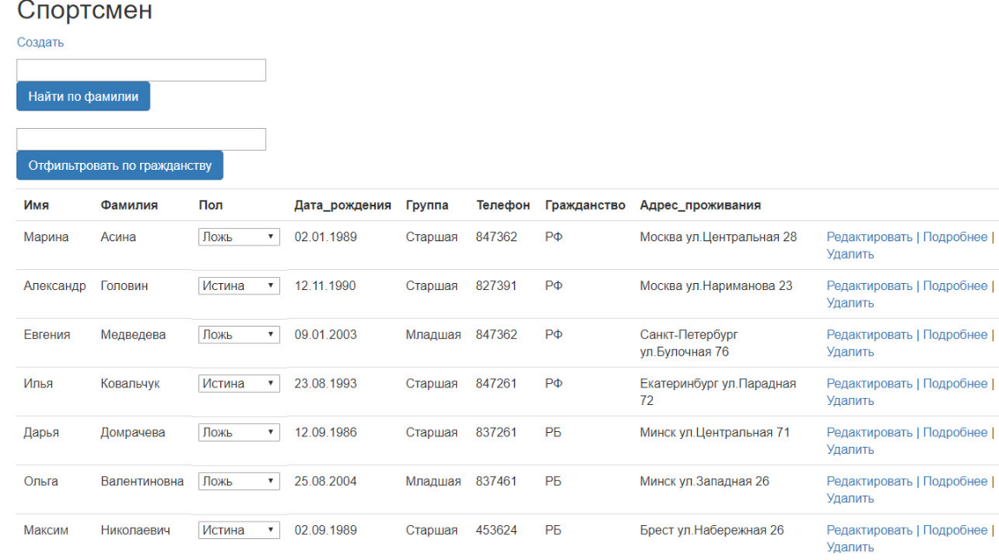 Спортсмен
Создать
Найти по фамилии
Отфильтровать по гражданству
Имя Фамилия Пол Дата_рождения Группа Телефон Гражданство Адрес_проживания
Марина Асина Ложь 02.01.1989 Старшая 847362 РФ Москва ул.Центральная 28 Редактировать | Подробнее |
Удалить
Александр Головин Истина 12.11.1990 Старшая 827391 РФ Москва ул.Нариманова 23 Редактировать | Подробнее |
Удалить
Евгения Медведева Ложь 09.01.2003 Младшая 847362 РФ Санкт-Петербург Редактировать | Подробнее |
ул.Булочная 76 Удалить
Илья Ковальчук Истина 23.08.1993 Старшая 847261 РФ Екатеринбург ул.Парадная Редактировать | Подробнее |
72 Удалить
Дарья Домрачева Ложь 12.09.1986 Старшая 837261 РБ Минск ул.Центральная 71 Редактировать | Подробнее |
Удалить
Ольга Валентиновна Ложь 25.08.2004 Младшая 837461 РБ Минск ул.Западная 26 Редактировать | Подробнее |
Удалить
Максим Николаевич Истина 02.09.1989 Старшая 453624 РБ Брест ул.Набережная 26 Редактировать | Подробнее |
Удалить